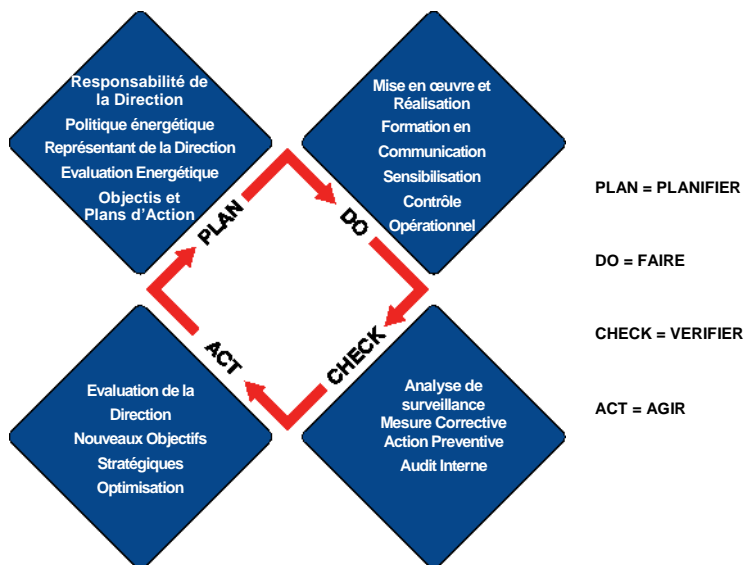 Responsabilité de
la Direction
Politique énergétique
Représentant de la Direction
Evaluation Energétique
Objectis et
Plans d'Action
Mise en œuvre et
Réalisation
Formation en
Communication
Sensibilisation
Contrôle
Opérationnel
PLAN
DO
CHECK
ACT
Evaluation de la
Direction
Nouveaux Objectifs
Stratégiques
Optimisation
Analyse de
surveillance
Mesure Corrective
Action Preventive
Audit Interne
PLAN = PLANIFIER
DO = FAIRE
CHECK = VERIFIER
ACT = AGIR